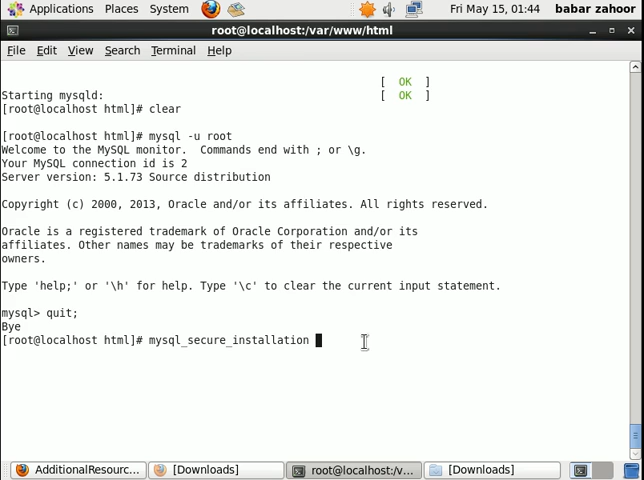 Applications Places System Fri May 15, 01:44 babar zahoor
root@localhost:/var/www/html
File Edit View Search Terminal Help
[ OK ]
Starting mysqld: [ OK ]
[root@localhost html]# clear
[root@localhost html]# mysql -u root
Welcome to the MySQL monitor. Commands end with ; or \g.
Your MySQL connection id is 2
Server version: 5.1.73 Source distribution
Copyright (c) 2000, 2013, Oracle and/or its affiliates. All rights reserved.
Oracle is a registered trademark of Oracle Corporation and/or its
affiliates. Other names may be trademarks of their respective
owners.
Type 'help;' or '\h' for help. Type '\c' to clear the current input statement.
mysql> quit;
Bye
[root@localhost html]# mysql_secure_installation
AdditionalResourc... [Downloads] root@localhost:/v... [Downloads]